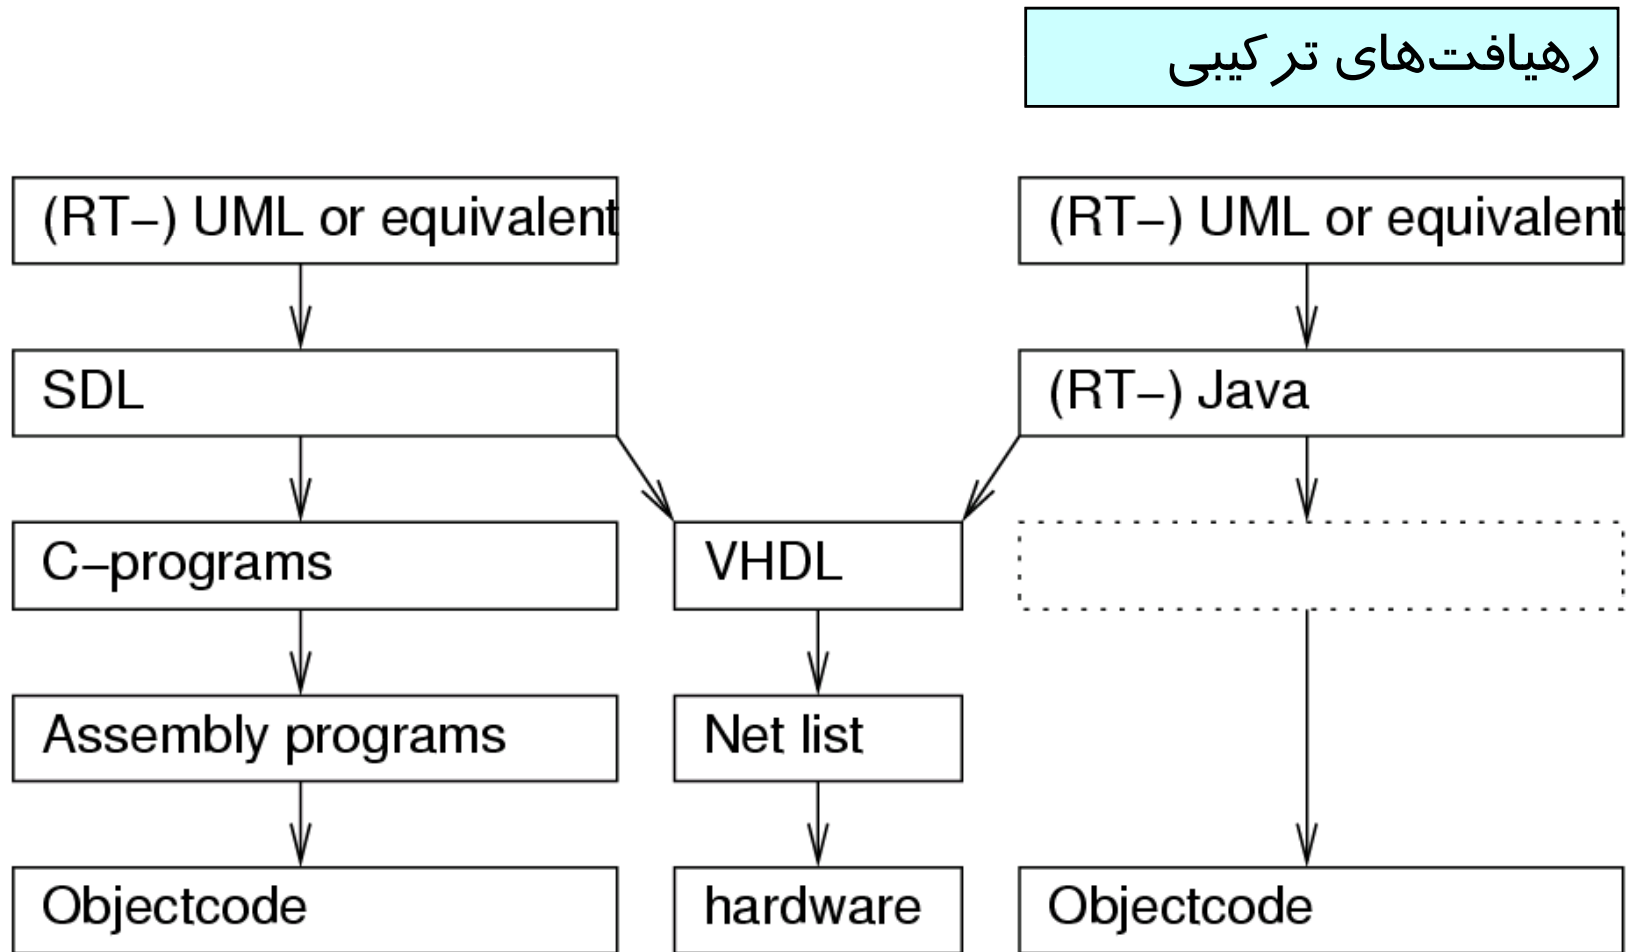 رهیافت‌های ترکیبی
(RT–) UML or equivalent
(RT–) UML or equivalent
SDL
(RT–) Java
C–programs
VHDL
Assembly programs
Net list
Objectcode
hardware
Objectcode